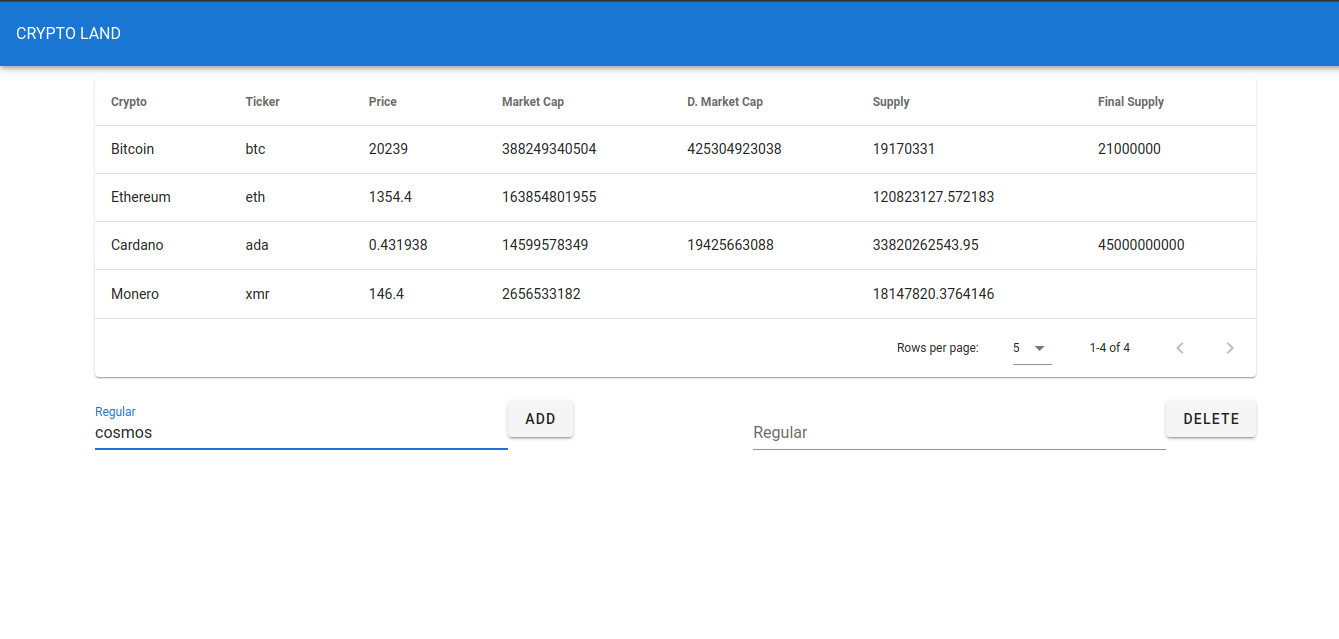 CRYPTO LAND
Crypto Ticker Price Market Cap D. Market Cap Supply Final Supply
Bitcoin btc 20239 388249340504 425304923038 19170331 21000000
Ethereum eth 1354.4 163854801955 120823127.572183
Cardano ada 0.431938 14599578349 19425663088 33820262543.95 45000000000
Monero xmr 146.4 2656533182 18147820.3764146
Rows per page: 5 1-4 of 4
Regular
cosmos ADD Regular DELETE